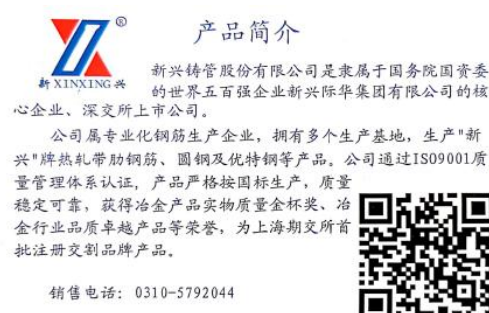 产品简介
新XINXING兴
®
新兴铸管股份有限公司是隶属于国务院国资委
的世界五百强企业新兴际华集团有限公司的核
心企业、深交所上市公司。
公司属专业化钢筋生产企业，拥有多个生产基地，生产"新
兴"牌热轧带肋钢筋、圆钢及优特钢等产品。公司通过ISO9001质
量管理体系认证，产品严格按国标生产，质量
稳定可靠，获得冶金产品实物质量金杯奖、冶
金行业品质卓越产品等荣誉，为上海期交所首
批注册交割品牌产品。
销售电话：0310-5792044